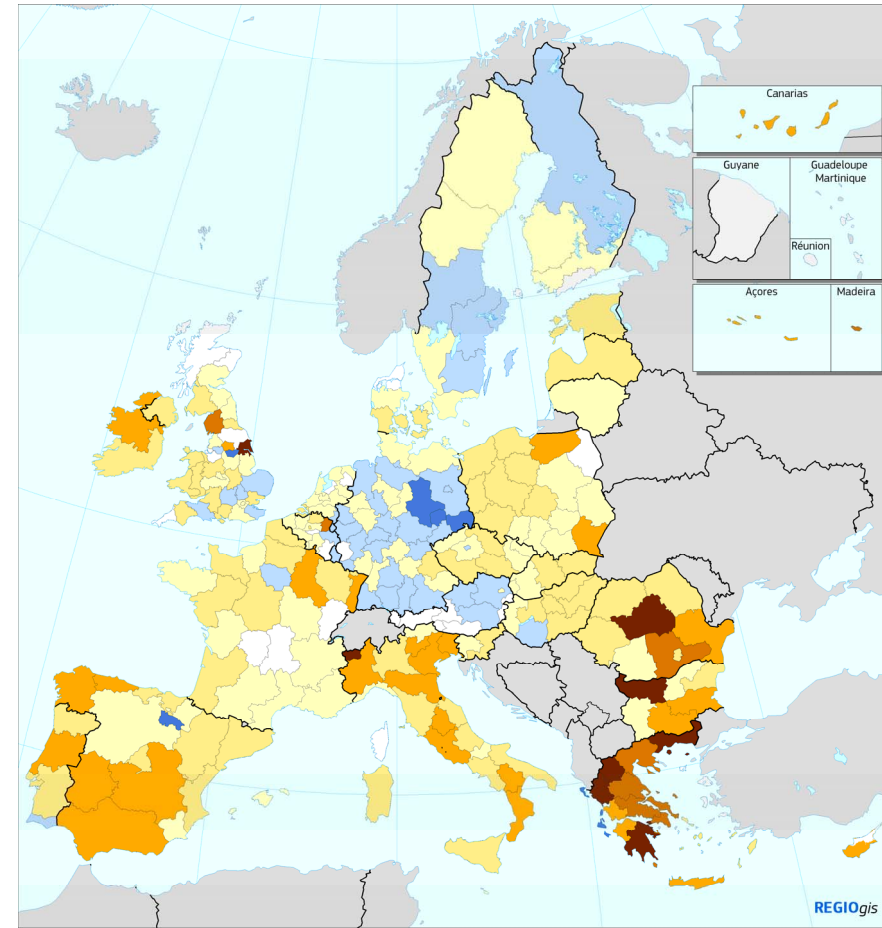 Canarias
Guyane
Guadeloupe
Martinique
Réunion
Açores
Madeira
REGIOgis